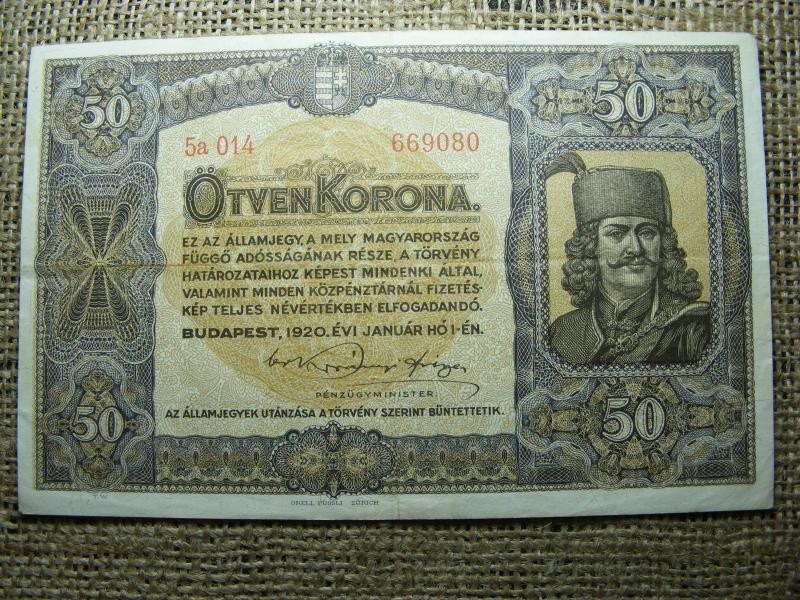 50 50
5a 014 669080
ÖTVEN KORONA.
EZ AZ ÁLLAMJEGY, A MELY MAGYARORSZÁG
FÜGGŐ ADÓSSÁGÁNAK RÉSZE, A TÖRVÉNY
HATÁROZATAIHOZ KÉPEST MINDENKI ÁLTAL,
VALAMINT MINDEN KÖZPÉNZTÁRNÁL FIZETÉS-
KÉP TELJES NÉVÉRTÉKBEN ELFOGADANDÓ.
BUDAPEST, 1920. ÉVI JANUÁR HÓ 1-ÉN.
PÉNZÜGYMINISTER.
AZ ÁLLAMJEGYEK UTÁNZÁSA A TÖRVÉNY SZERINT BÜNTETTETIK.
50 50
ORELL FÜSSLI ZÜRICH